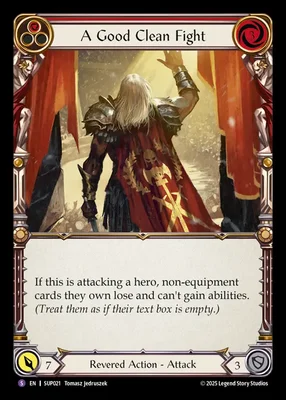 A Good Clean Fight
If this is attacking a hero, non-equipment
cards they own lose and can't gain abilities.
(Treat them as if their text box is empty.)
7
Revered Action - Attack
3
S EN | SUP021 Tomasz Jedruszek
© 2025 Legend Story Studios